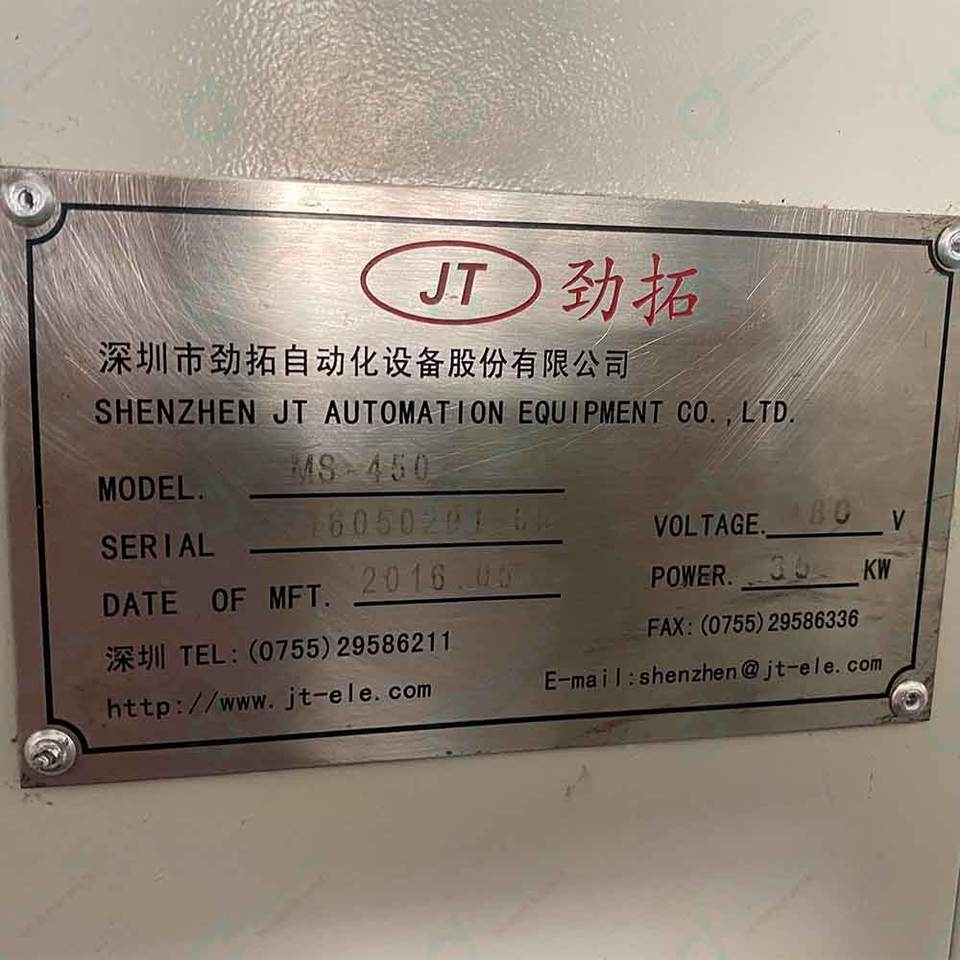 JT 劲拓
深圳市劲拓自动化设备股份有限公司
SHENZHEN JT AUTOMATION EQUIPMENT CO.,LTD.
MODEL. MS-450
SERIAL
VOLTAGE. V
DATE OF MFT. 2016.05
POWER. 35 KW
深圳 TEL:(0755)29586211
FAX:(0755)29586336
http://www.jt-ele.com
E-mail:shenzhen@jt-ele.com